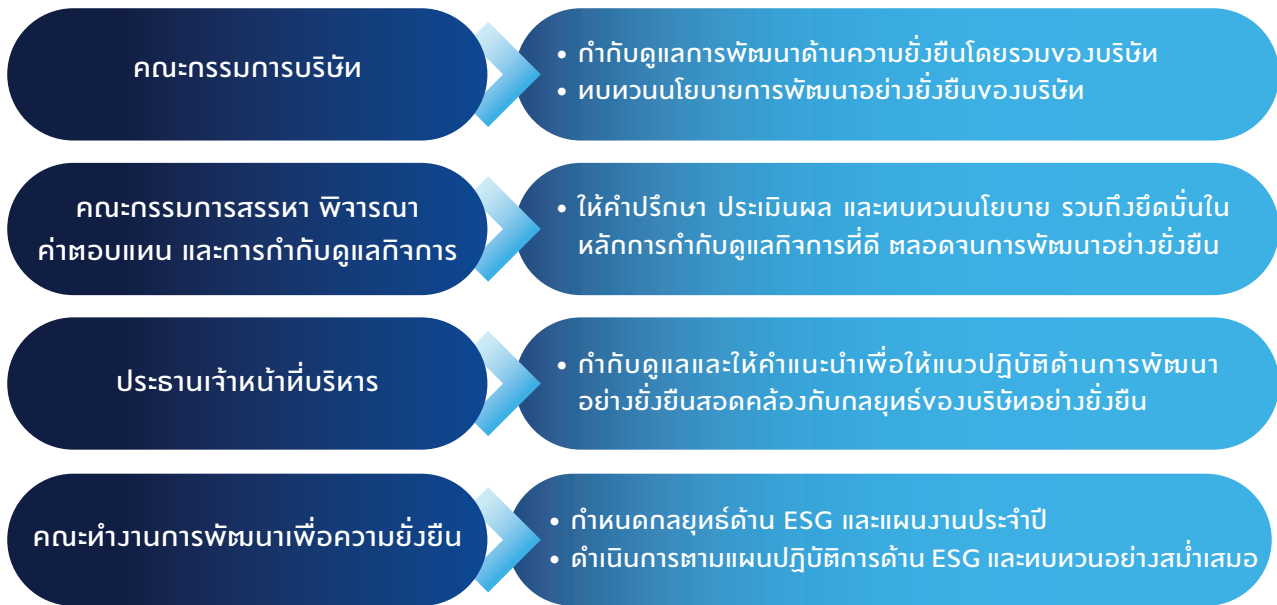 คณะกรรมการบริษัท
• กำกับดูแลการพัฒนาด้านความยั่งยืนโดยรวมของบริษัท
• ทบทวนนโยบายการพัฒนาอย่างยั่งยืนของบริษัท
คณะกรรมการสรรหา พิจารณา
ค่าตอบแทน และการกำกับดูแลกิจการ
• ให้คำปรึกษา ประเมินผล และทบทวนนโยบาย รวมถึงยึดมั่นใน
หลักการกำกับดูแลกิจการที่ดี ตลอดจนการพัฒนาอย่างยั่งยืน
ประธานเจ้าหน้าที่บริหาร
• กำกับดูแลและให้คำแนะนำเพื่อให้แนวปฏิบัติด้านการพัฒนา
อย่างยั่งยืนสอดคล้องกับกลยุทธ์ของบริษัทอย่างยั่งยืน
คณะทำงานการพัฒนาเพื่อความยั่งยืน
• กำหนดกลยุทธ์ด้าน ESG และแผนงานประจำปี
• ดำเนินการตามแผนปฏิบัติการด้าน ESG และทบทวนอย่างสม่ำเสมอ